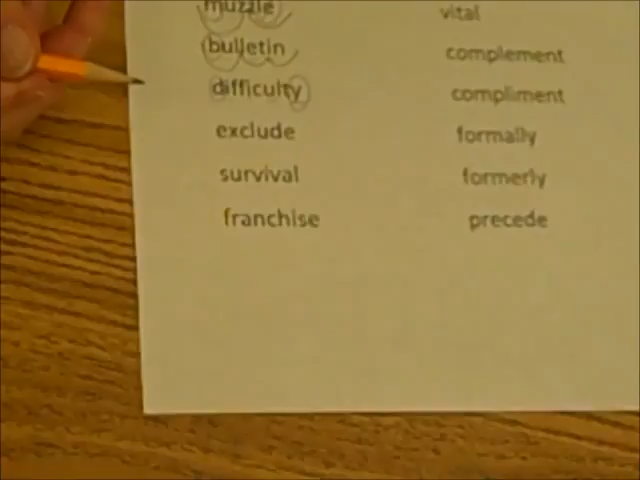 muzzle vital
bulletin complement
difficulty compliment
exclude formally
survival formerly
franchise precede